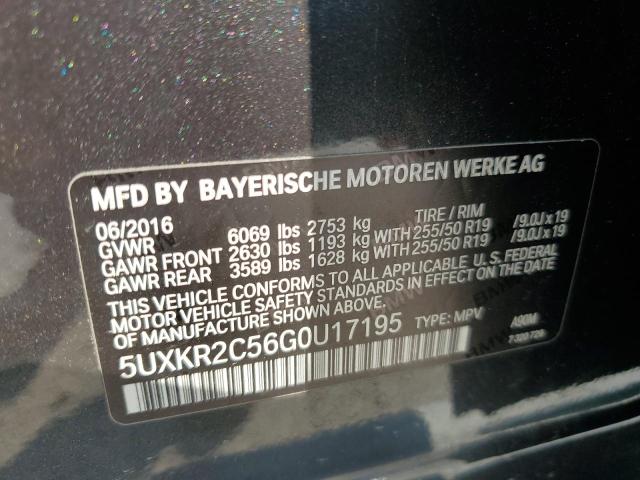 MFD BY BAYERISCHE MOTOREN WERKE AG
06/2016 TIRE / RIM
GVWR 6069 lbs 2753 kg
GAWR FRONT 2630 lbs 1193 kg WITH 255/50 R19 /9.0J x 19
GAWR REAR 3589 lbs 1628 kg WITH 255/50 R19 /9.0J x 19
THIS VEHICLE CONFORMS TO ALL APPLICABLE U.S. FEDERAL
MOTOR VEHICLE SAFETY STANDARDS IN EFFECT ON THE DATE
OF MANUFACTURE SHOWN ABOVE.
5UXKR2C56G0U17195 TYPE: MPV